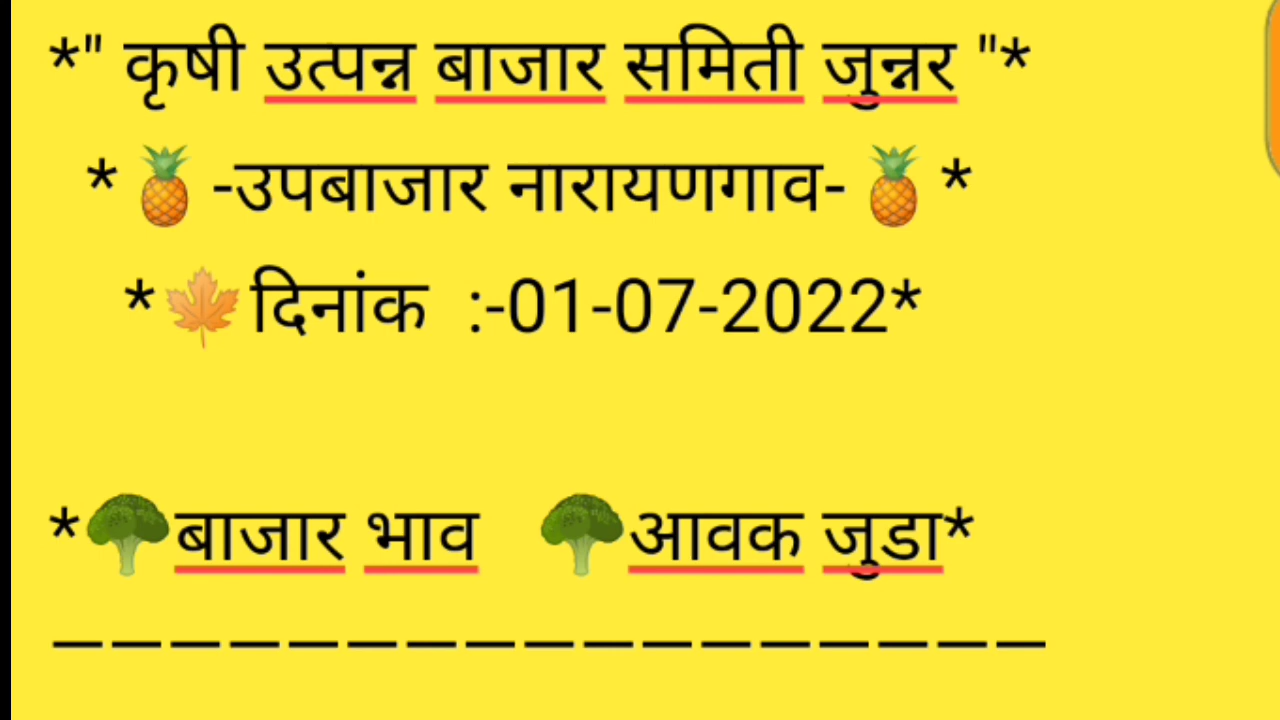 *" कृषी उत्पन्न बाजार समिती जुन्नर "*
*🍍-उपबाजार नारायणगाव-🍍*
*🍁दिनांक :-01-07-2022*
*🥦बाजार भाव 🥦आवक जुडा*
—————————————————